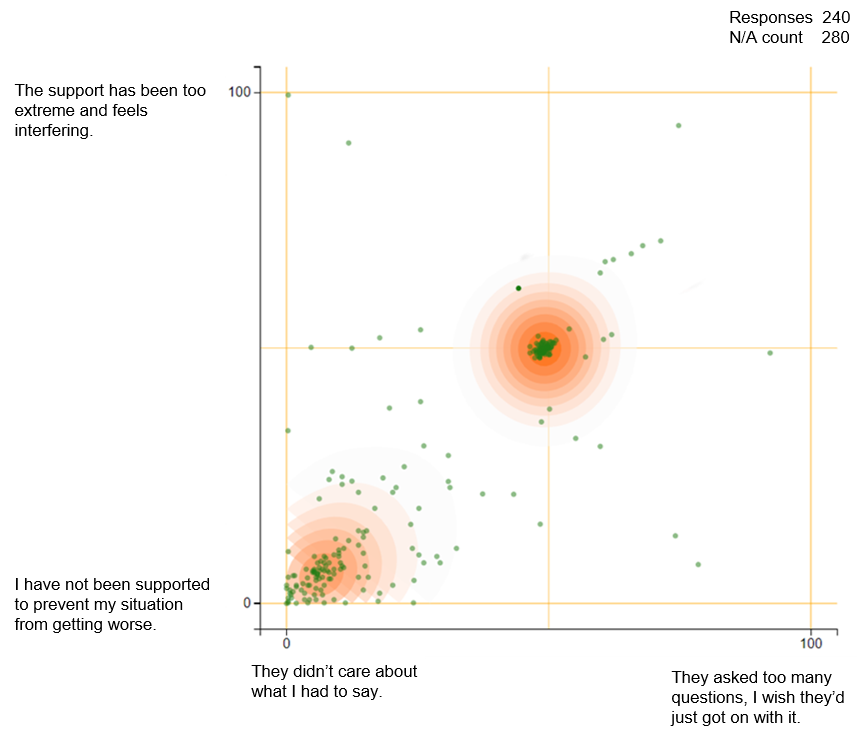 Responses 240
N/A count 280
The support has been too
extreme and feels
interfering.
100
I have not been supported
to prevent my situation
from getting worse.
0
0
100
They didn’t care about
what I had to say.
They asked too many
questions, I wish they’d
just got on with it.